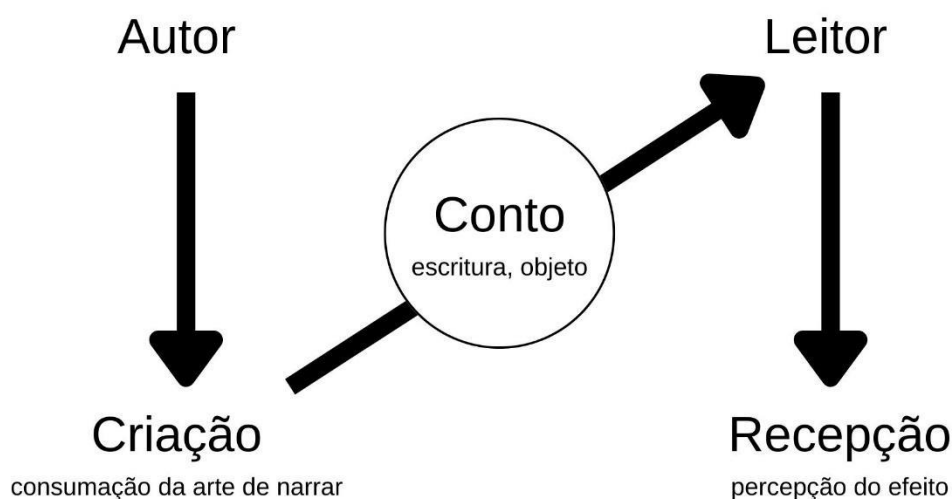 Autor
Leitor
Conto
escritura, objeto
Criação
consumação da arte de narrar
Recepção
percepção do efeito